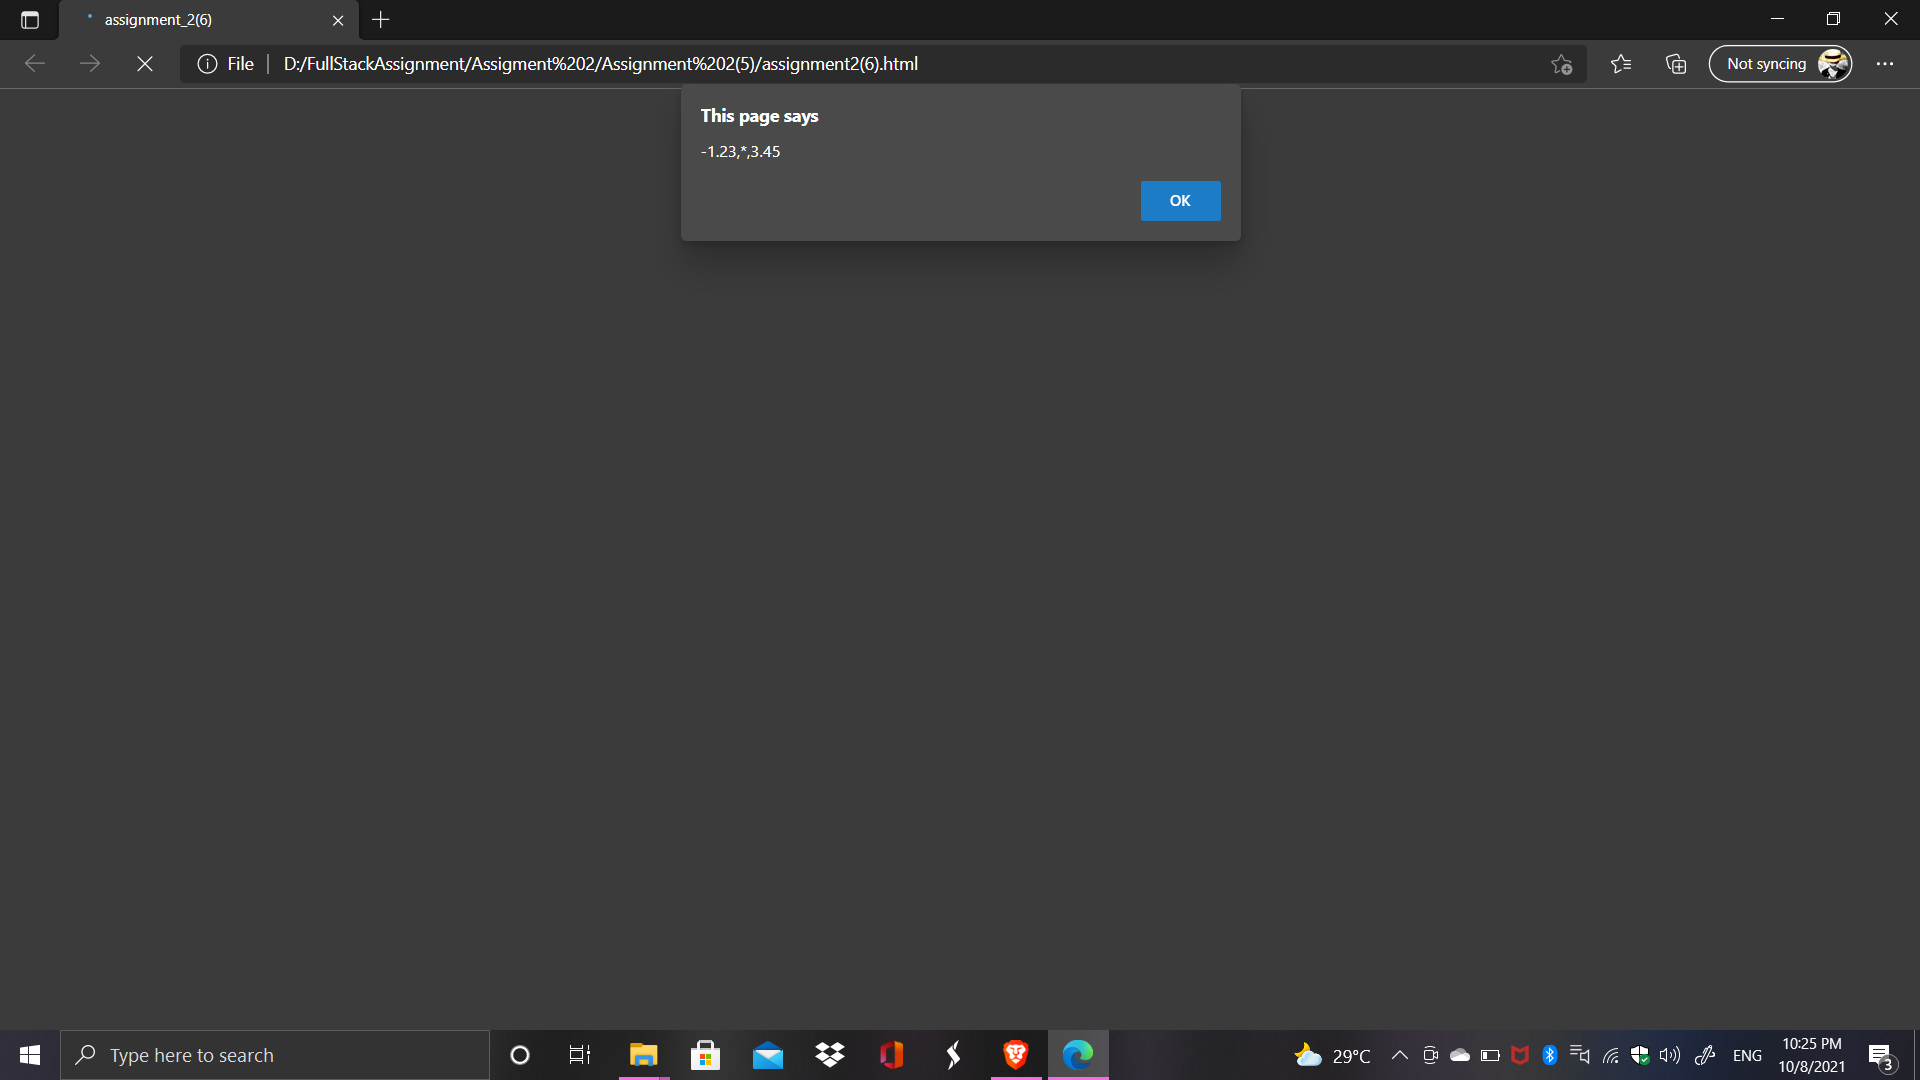 assignment_2(6)
File
D:/FullStackAssignment/Assigment%202/Assignment%202(5)/assignment2(6).html
Not syncing
This page says
-1.23,*,3.45
OK
Type here to search
29°C
ENG
10:25 PM
10/8/2021
3